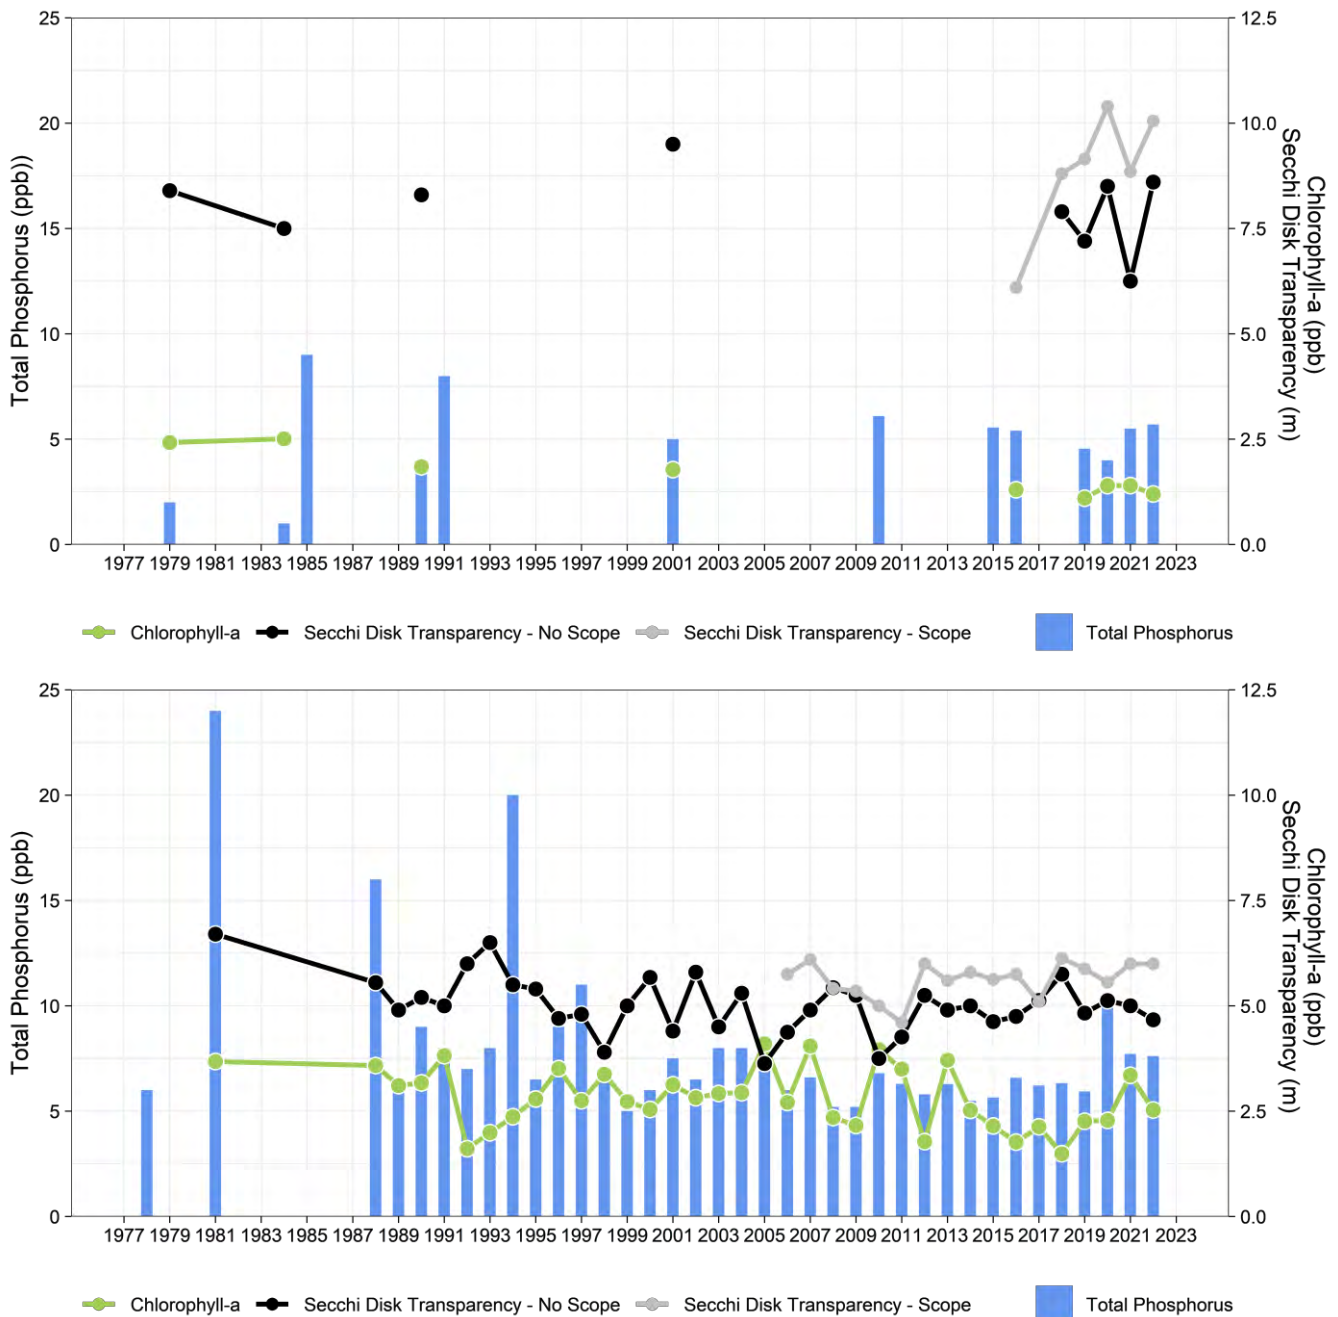 25
20
15
10
5
0
12.5
10.0
7.5
5.0
2.5
0.0
Total Phosphorus (ppb))
Chlorophyll-a (ppb)
Secchi Disk Transparency (m)
1977 1979 1981 1983 1985 1987 1989 1991 1993 1995 1997 1999 2001 2003 2005 2007 2009 2011 2013 2015 2017 2019 2021 2023
Chlorophyll-a Secchi Disk Transparency - No Scope Secchi Disk Transparency - Scope Total Phosphorus
25
20
15
10
5
0
12.5
10.0
7.5
5.0
2.5
0.0
Total Phosphorus (ppb)
Chlorophyll-a (ppb)
Secchi Disk Transparency (m)
1977 1979 1981 1983 1985 1987 1989 1991 1993 1995 1997 1999 2001 2003 2005 2007 2009 2011 2013 2015 2017 2019 2021 2023
Chlorophyll-a Secchi Disk Transparency - No Scope Secchi Disk Transparency - Scope Total Phosphorus